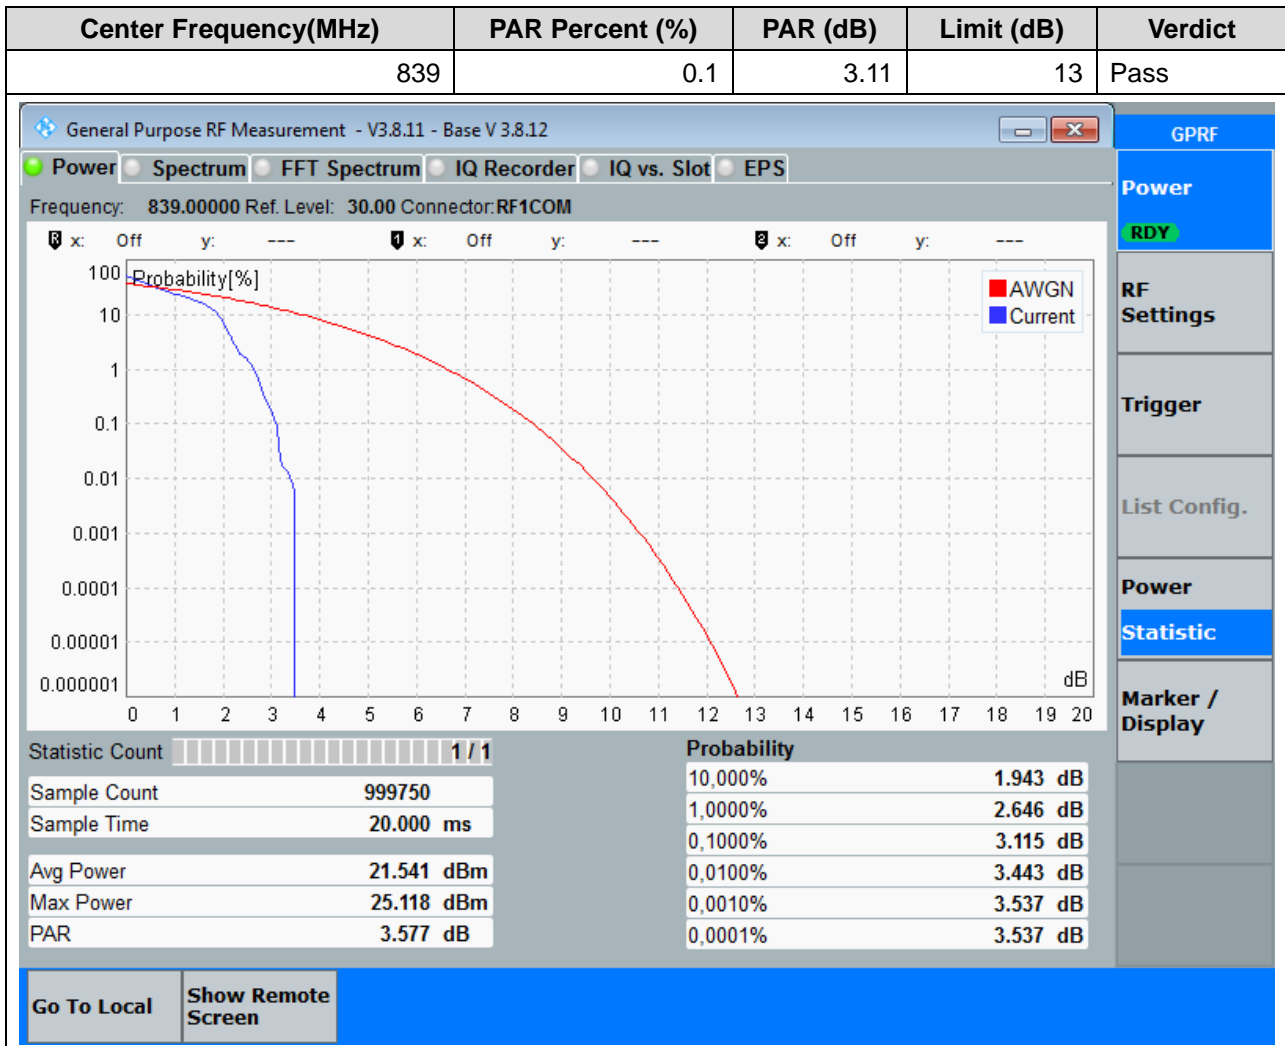 Center Frequency(MHz) PAR Percent (%) PAR (dB) Limit (dB) Verdict
839 0.1 3.11 13 Pass
General Purpose RF Measurement - V3.8.11 - Base V 3.8.12
GPRF
Power Spectrum FFT Spectrum IQ Recorder IQ vs. Slot EPS
Frequency: 839.00000 Ref. Level: 30.00 Connector: RF1COM
R x: Off y: --- 1 x: Off y: --- 2 x: Off y: ---
Probability[%]
AWGN
Current
100
10
1
0.1
0.01
0.001
0.0001
0.00001
0.000001
dB
0 1 2 3 4 5 6 7 8 9 10 11 12 13 14 15 16 17 18 19 20
Statistic Count 1 / 1
Sample Count 999750
Sample Time 20.000 ms
Avg Power 21.541 dBm
Max Power 25.118 dBm
PAR 3.577 dB
Probability
10,000% 1.943 dB
1,0000% 2.646 dB
0,1000% 3.115 dB
0,0100% 3.443 dB
0,0010% 3.537 dB
0,0001% 3.537 dB
Power
RDY
RF
Settings
Trigger
List Config.
Power
Statistic
Marker /
Display
Go To Local
Show Remote
Screen